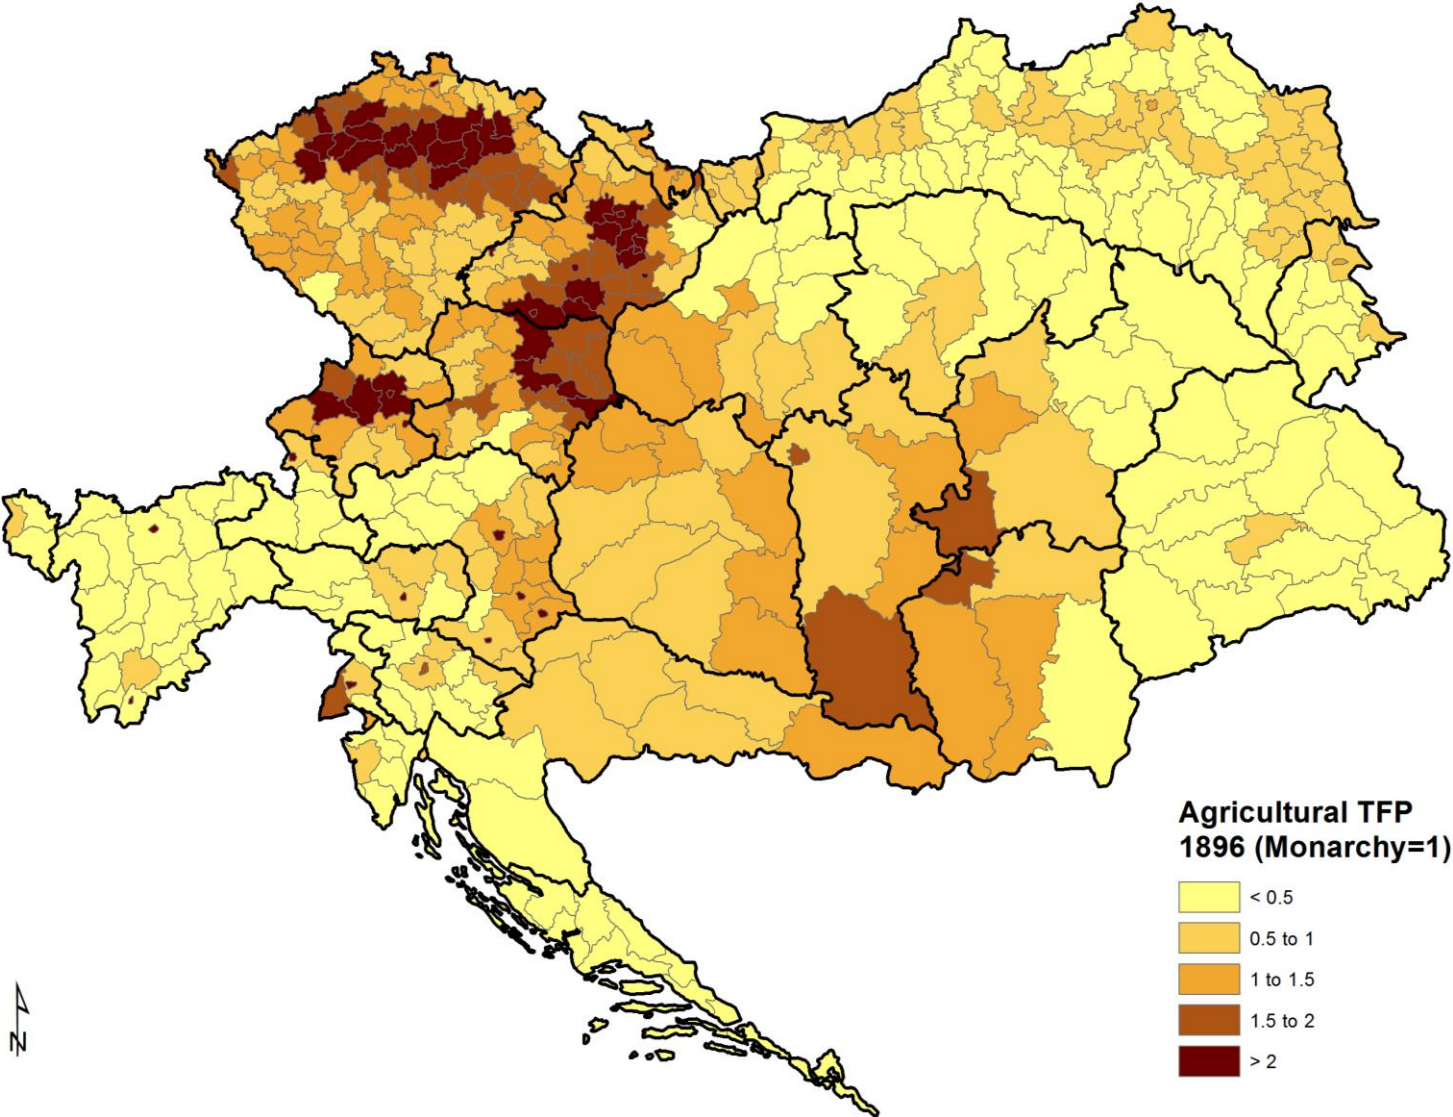 Agricultural TFP
1896 (Monarchy=1)
< 0.5
0.5 to 1
1 to 1.5
1.5 to 2
> 2
N